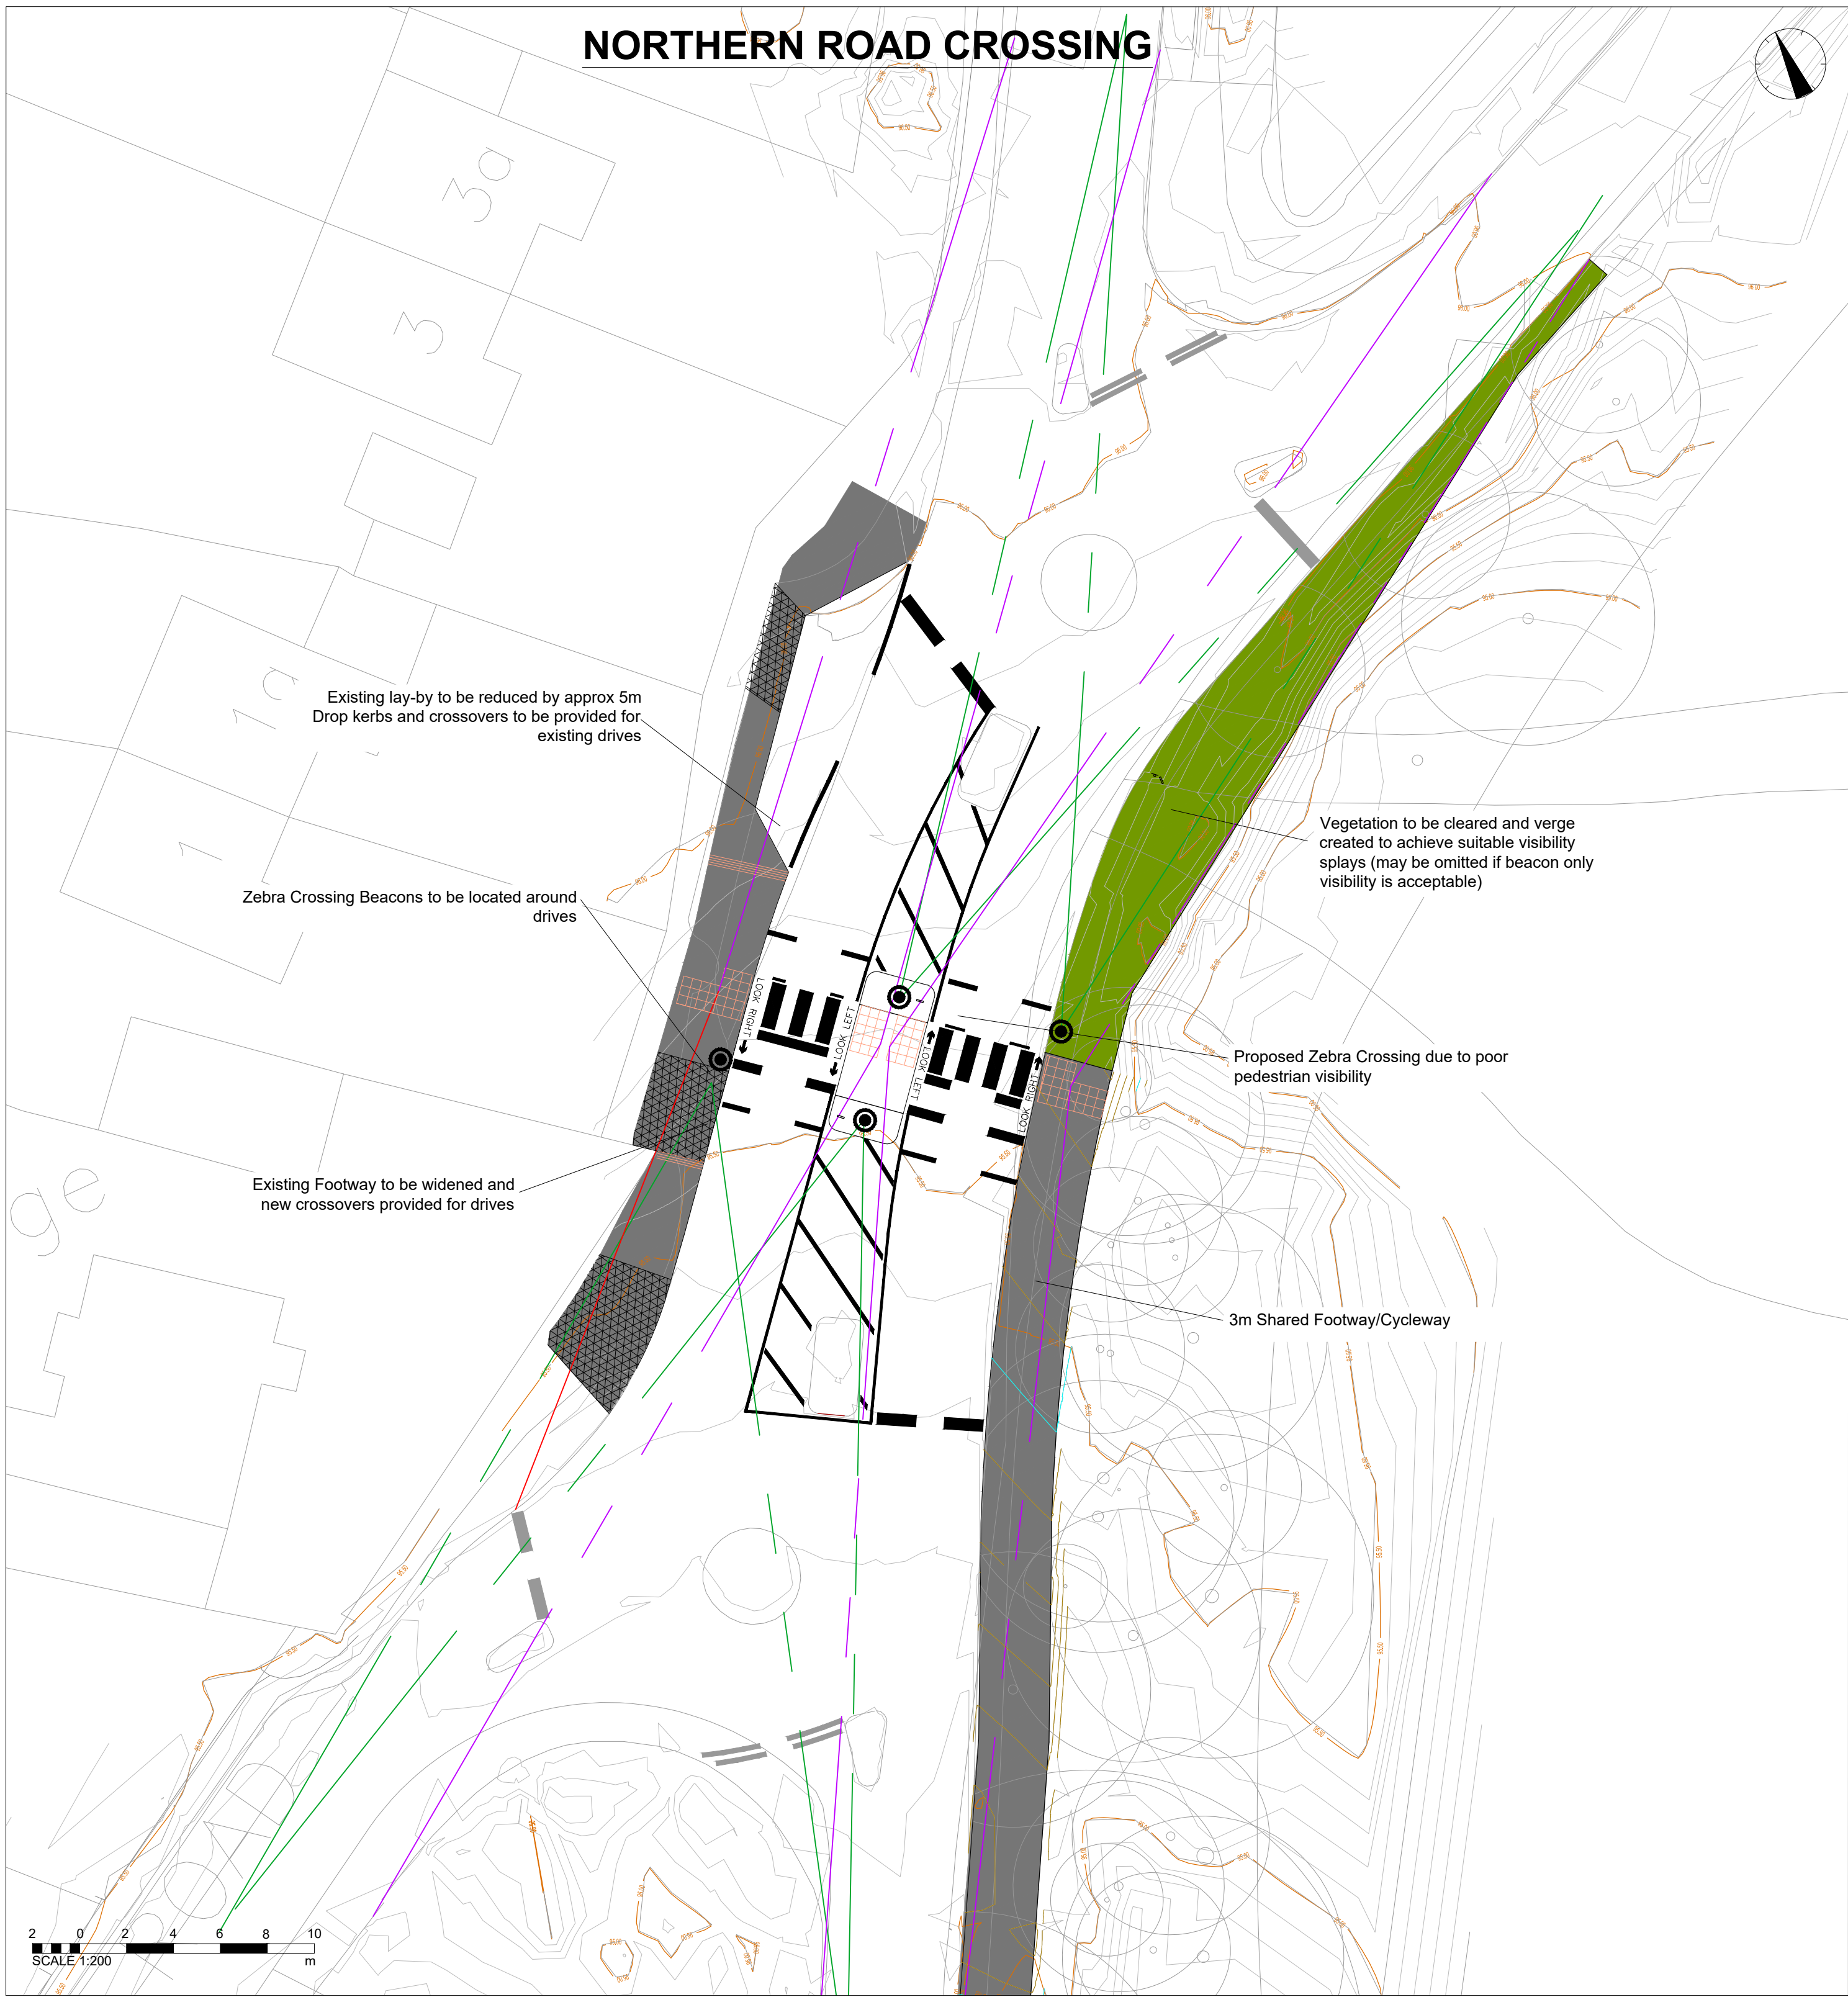 NORTHERN ROAD CROSSING
3a
3
1a
1
ge
Existing lay-by to be reduced by approx 5m
Drop kerbs and crossovers to be provided for
existing drives
Vegetation to be cleared and verge
created to achieve suitable visibility
splays (may be omitted if beacon only
visibility is acceptable)
Zebra Crossing Beacons to be located around
drives
LOOK RIGHT
LOOK LEFT
LOOK LEFT
LOOK RIGHT
Proposed Zebra Crossing due to poor
pedestrian visibility
Existing Footway to be widened and
new crossovers provided for drives
3m Shared Footway/Cycleway
2 0 2 4 6 8 10
SCALE 1:200 m